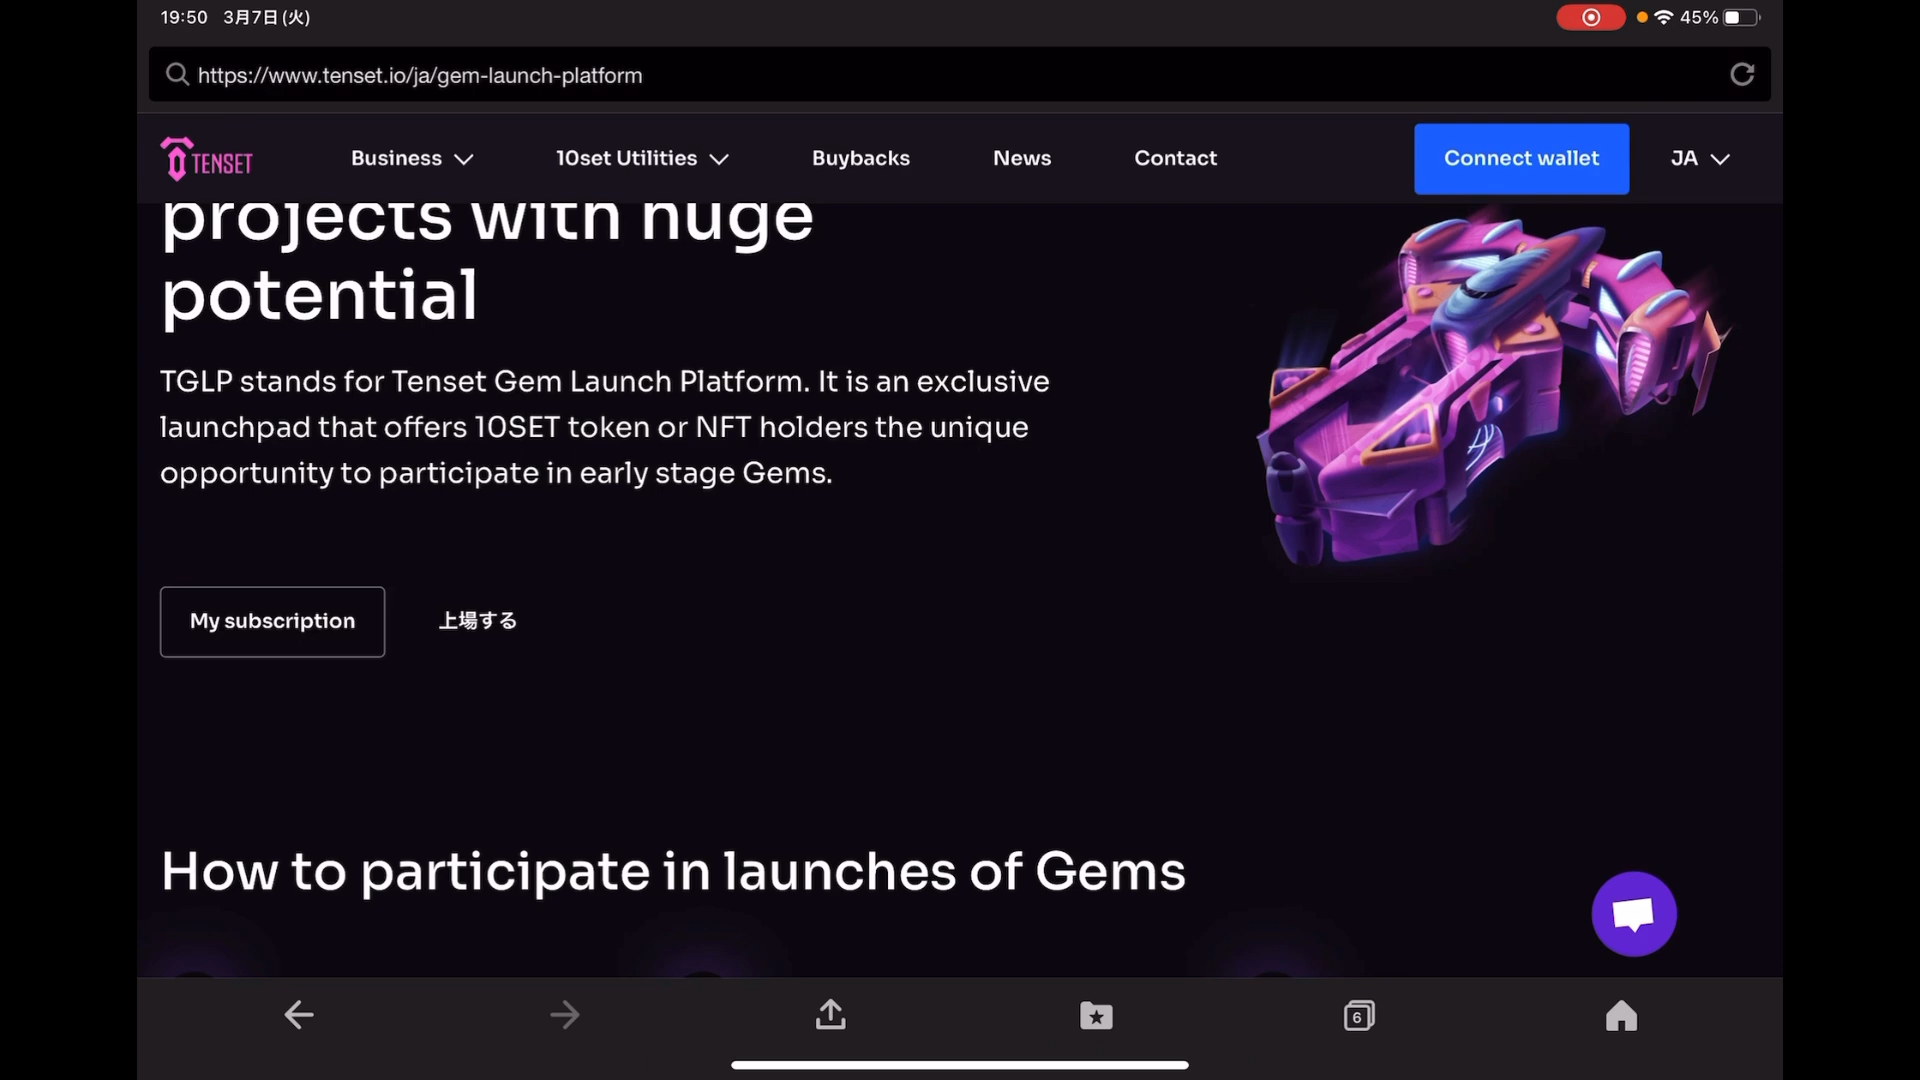 19:50 3月7日(火)
45%
https://www.tenset.io/ja/gem-launch-platform
TENSET
Business
10set Utilities
Buybacks
News
Contact
Connect wallet
JA
projects with huge
potential
TGLP stands for Tenset Gem Launch Platform. It is an exclusive
launchpad that offers 10SET token or NFT holders the unique
opportunity to participate in early stage Gems.
My subscription
上場する
How to participate in launches of Gems
6